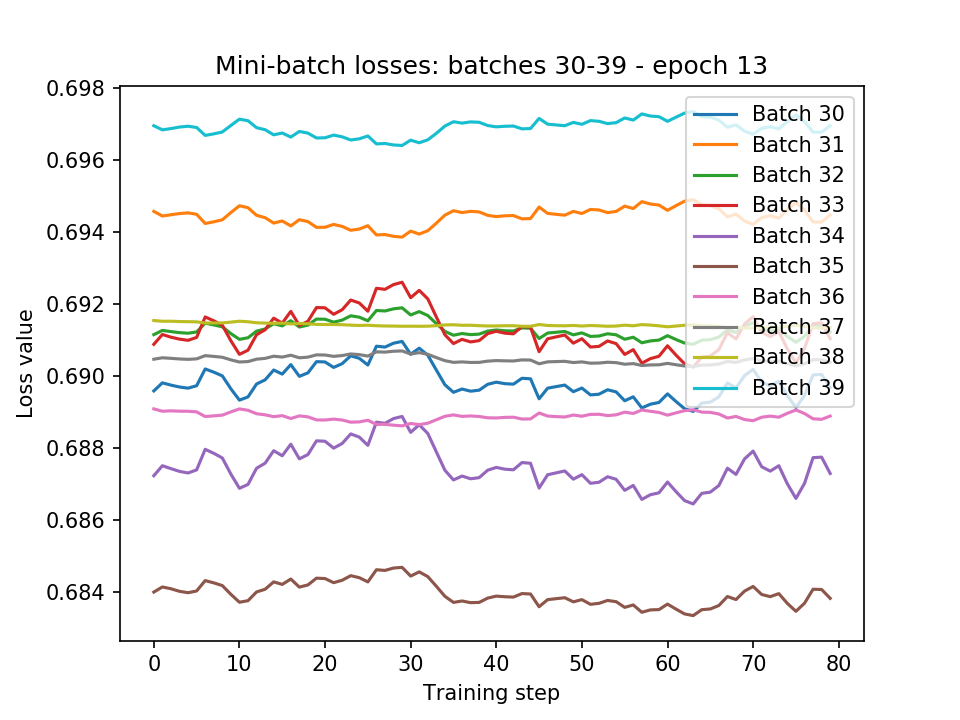 Mini-batch losses: batches 30-39 - epoch 13
0.698
0.696
0.694
0.692
0.690
0.688
0.686
0.684
Loss value
0
10
20
30
40
50
60
70
80
Training step
Batch 30
Batch 31
Batch 32
Batch 33
Batch 34
Batch 35
Batch 36
Batch 37
Batch 38
Batch 39